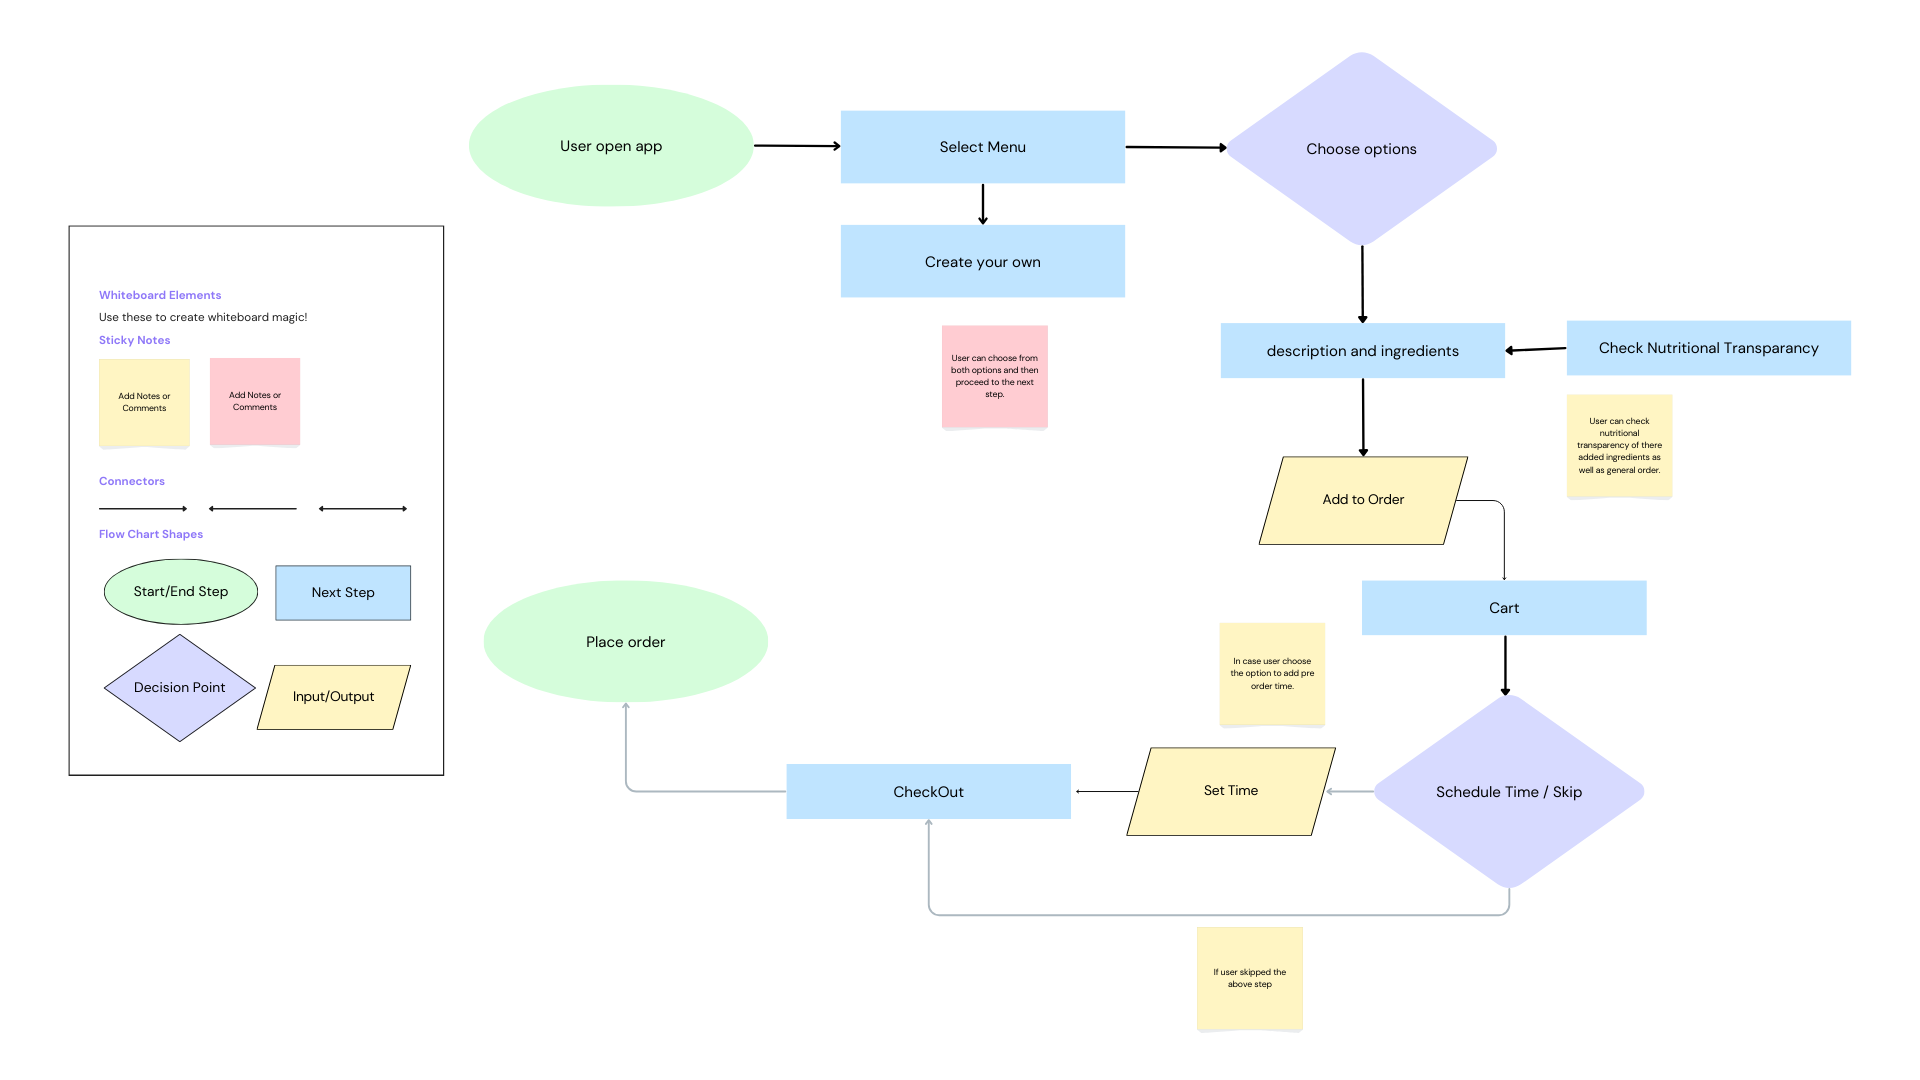 User open app
Select Menu
Choose options
Create your own
Whiteboard Elements
Use these to create whiteboard magic!
Sticky Notes
Add Notes or
Comments
Add Notes or
Comments
Connectors
Flow Chart Shapes
Start/End Step
Next Step
Decision Point
Input/Output
User can choose from
both options and then
proceed to the next
step.
description and ingredients
Check Nutritional Transparancy
User can check
nutritional
transparency of there
added ingredients as
well as general order.
Add to Order
Cart
Place order
In case user choose
the option to add pre
order time.
CheckOut
Set Time
Schedule Time / Skip
If user skipped the
above step